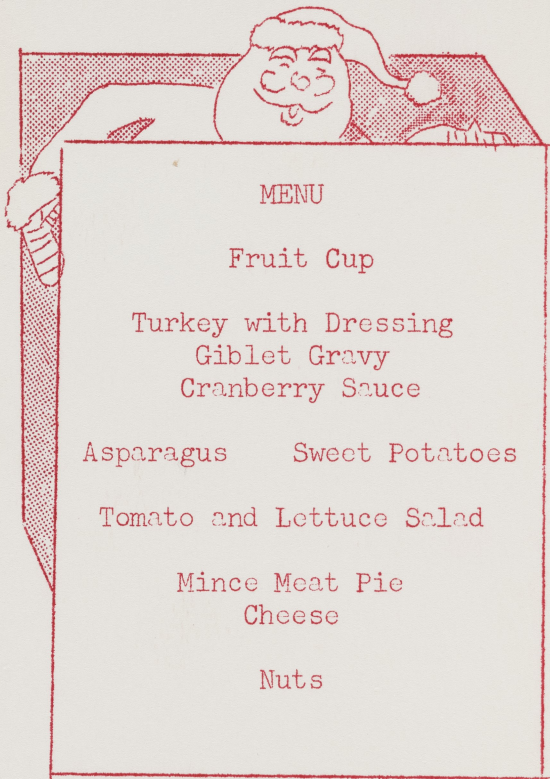 MENU
Fruit Cup
Turkey with Dressing
Giblet Gravy
Cranberry Sauce
Asparagus Sweet Potatoes
Tomato and Lettuce Salad
Mince Meat Pie
Cheese
Nuts